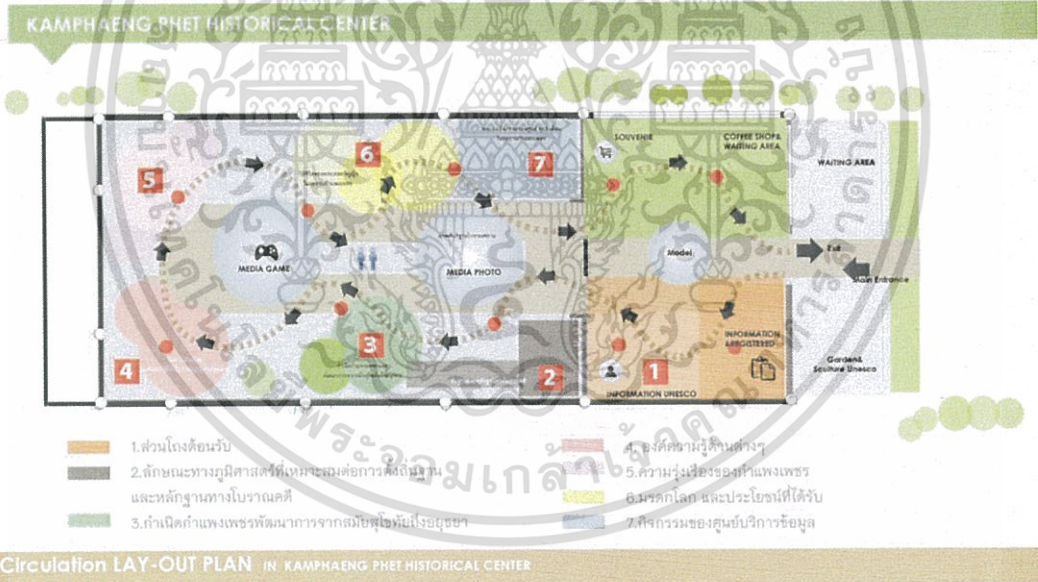 KAMPHAENG PHET HISTORICAL CENTER
SOUVENIR
COFFEE SHOP&
WAITING AREA
WAITING AREA
5
6
7
MEDIA GAME
MEDIA PHOTO
Model
Exit
Main Entrance
4
3
2
1
INFORMATION
&REGISTERED
INFORMATION UNESCO
Garden&
Sculture Unesco
1.ส่วนโถงต้อนรับ
2.ลักษณะทางภูมิศาสตร์ที่เหมาะสมต่อการตั้งถิ่นฐาน
และหลักฐานทางโบราณคดี
3.กำเนิดกำแพงเพชรพัฒนาการจากสมัยสุโขทัยถึงอยุธยา
4. องค์ความรู้ด้านต่างๆ
5.ความรุ่งเรืองของกำแพงเพชร
6.มรดกโลก และประโยชน์ที่ได้รับ
7.กิจกรรมของศูนย์บริการข้อมูล
Circulation LAY-OUT PLAN IN KAMPHAENG PHET HISTORICAL CENTER